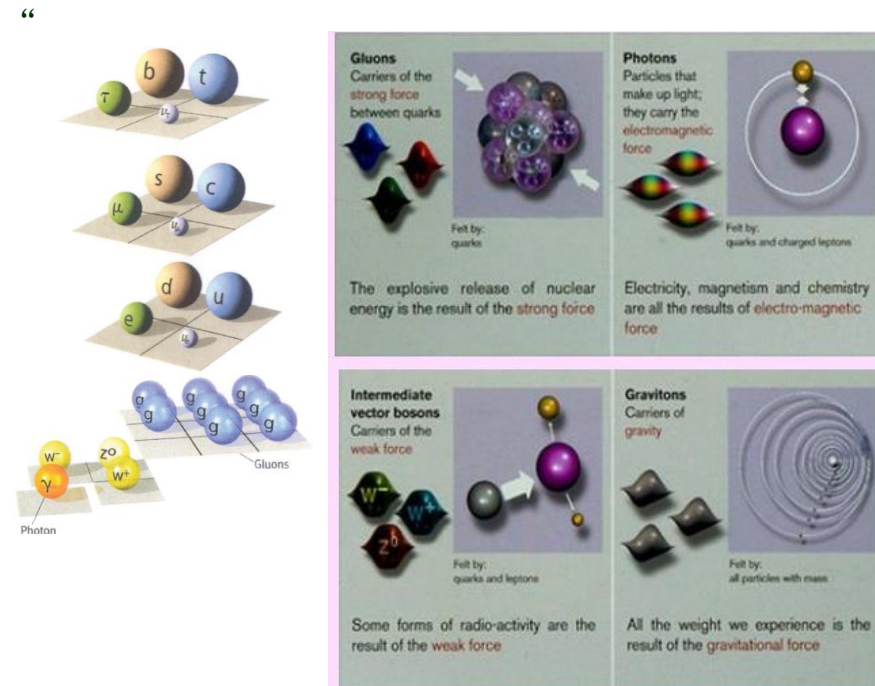 “
b
t
τ
ν
s
c
μ
ν
d
u
e
ν
g g g
g g g
g g
Gluons
w⁻ z⁰
γ w⁺
Photon
Gluons
Carriers of the
strong force
between quarks
Felt by:
quarks
The explosive release of nuclear
energy is the result of the strong force
Photons
Particles that
make up light;
they carry the
electromagnetic
force
Felt by:
quarks and charged leptons
Electricity, magnetism and chemistry
are all the results of electro-magnetic
force
Intermediate
vector bosons
Carriers of the
weak force
W⁻
W⁺
Z
Felt by:
quarks and leptons
Some forms of radio-activity are the
result of the weak force
Gravitons
Carriers of
gravity
Felt by:
all particles with mass
All the weight we experience is the
result of the gravitational force